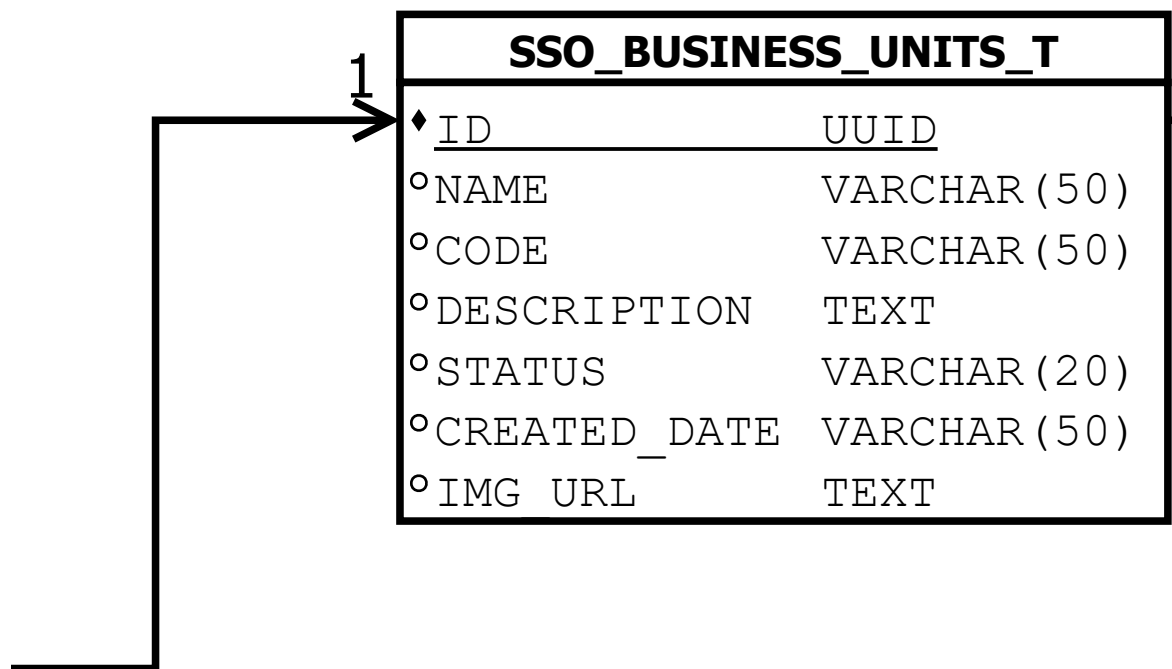 SSO_BUSINESS_UNITS_T
1
ID UUID
NAME VARCHAR(50)
CODE VARCHAR(50)
DESCRIPTION TEXT
STATUS VARCHAR(20)
CREATED_DATE VARCHAR(50)
IMG_URL TEXT